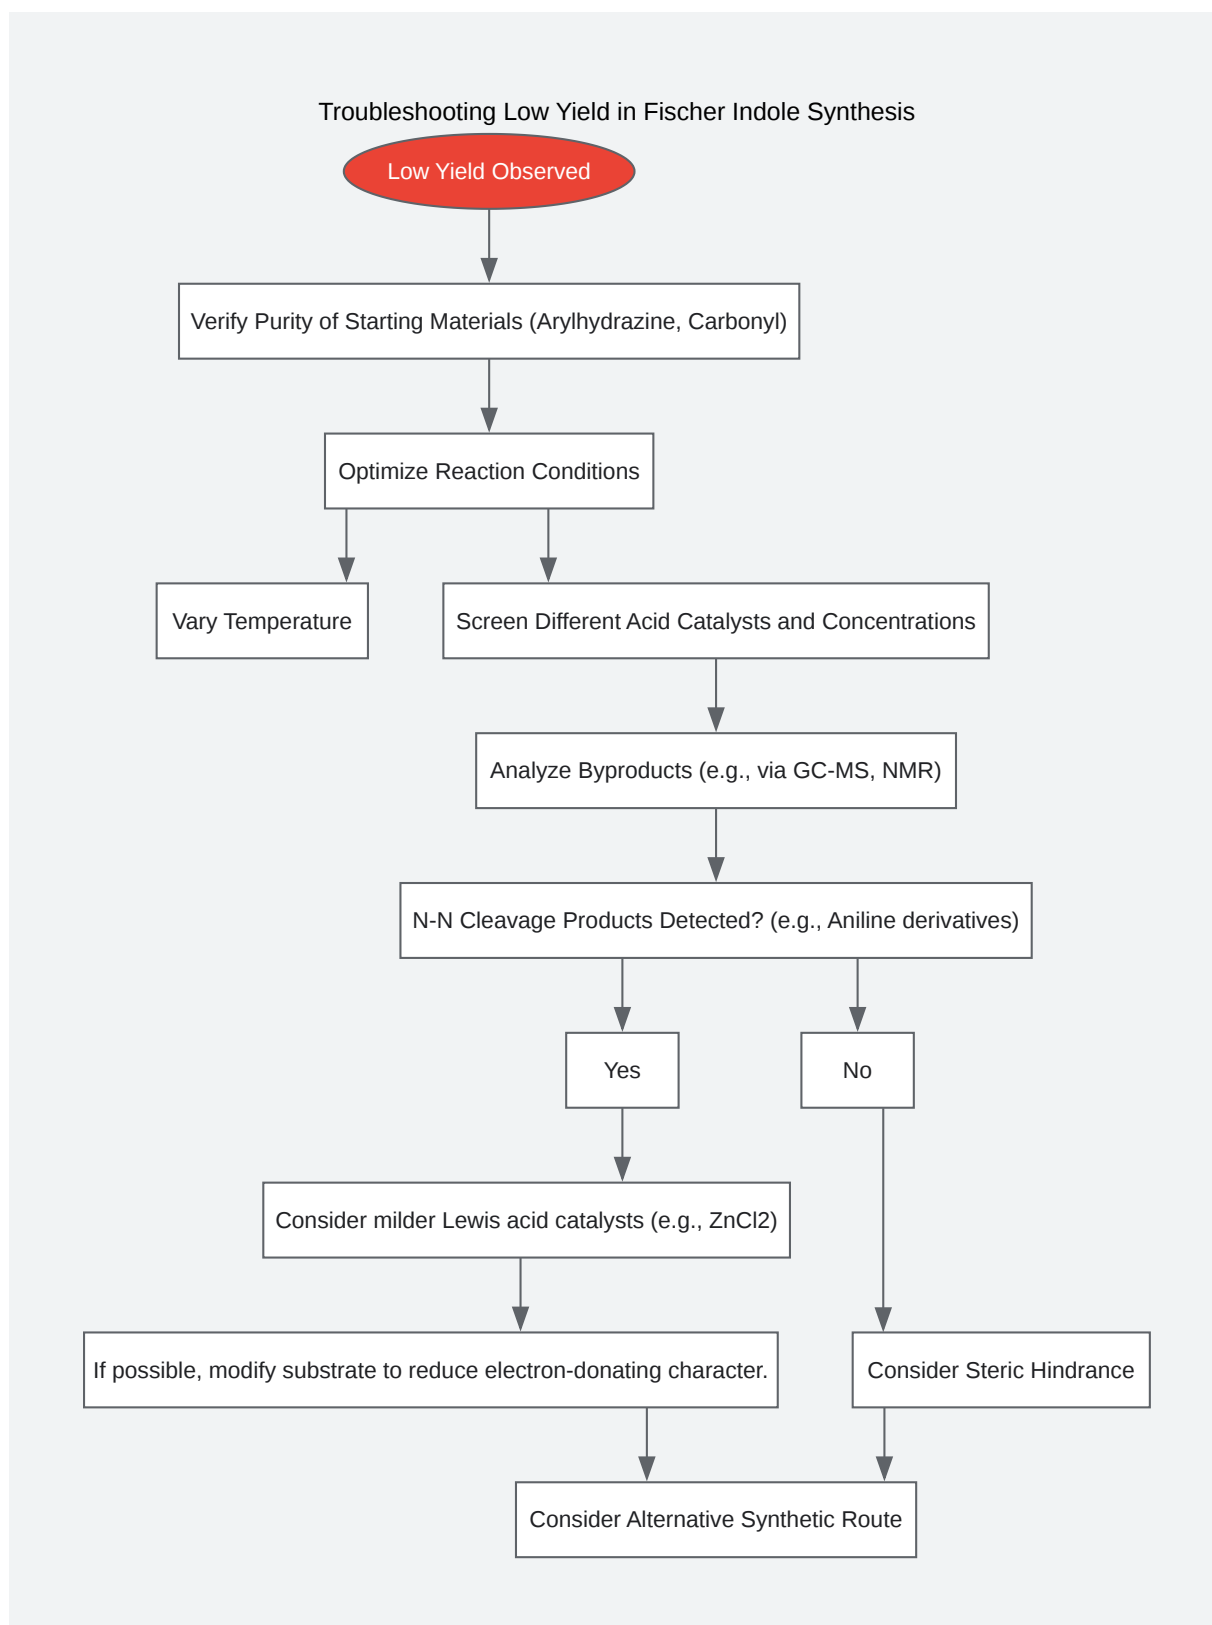 Troubleshooting Low Yield in Fischer Indole Synthesis
Low Yield Observed
Verify Purity of Starting Materials (Arylhydrazine, Carbonyl)
Optimize Reaction Conditions
Vary Temperature
Screen Different Acid Catalysts and Concentrations
Analyze Byproducts (e.g., via GC-MS, NMR)
N-N Cleavage Products Detected? (e.g., Aniline derivatives)
Yes
No
Consider milder Lewis acid catalysts (e.g., ZnCl2)
If possible, modify substrate to reduce electron-donating character.
Consider Steric Hindrance
Consider Alternative Synthetic Route